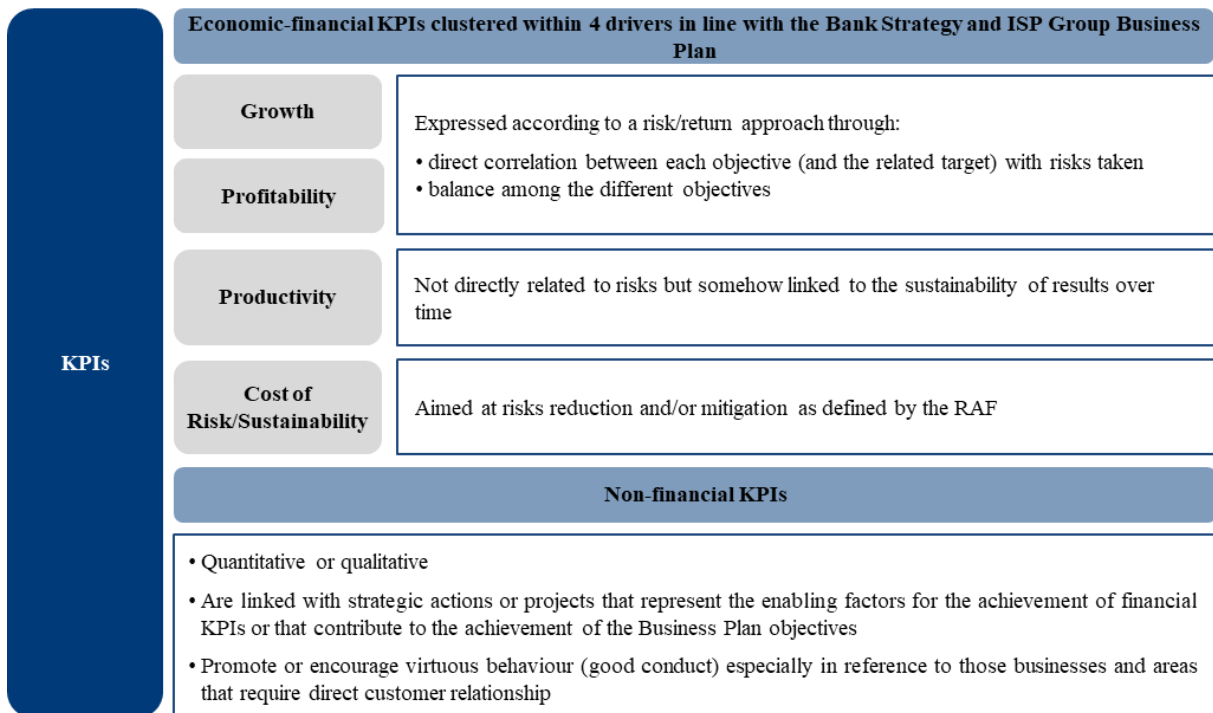 Economic-financial KPIs clustered within 4 drivers in line with the Bank Strategy and ISP Group Business
Plan
KPIs
Growth
Profitability
Expressed according to a risk/return approach through:
• direct correlation between each objective (and the related target) with risks taken
• balance among the different objectives
Productivity
Not directly related to risks but somehow linked to the sustainability of results over
time
Cost of
Risk/Sustainability
Aimed at risks reduction and/or mitigation as defined by the RAF
Non-financial KPIs
• Quantitative or qualitative
• Are linked with strategic actions or projects that represent the enabling factors for the achievement of financial
KPIs or that contribute to the achievement of the Business Plan objectives
• Promote or encourage virtuous behaviour (good conduct) especially in reference to those businesses and areas
that require direct customer relationship